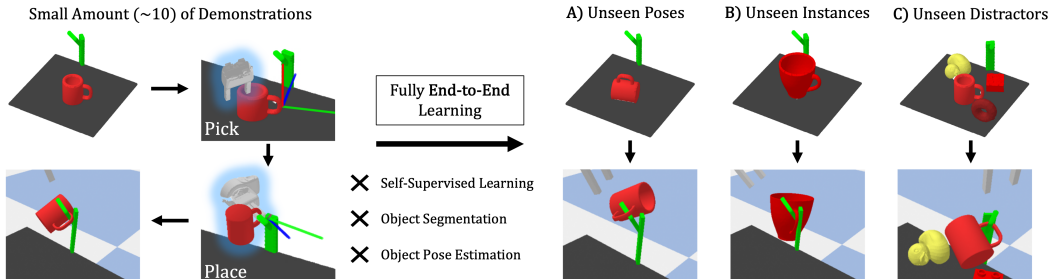 Small Amount (~10) of Demonstrations
Pick
Place
Fully End-to-End
Learning
Self-Supervised Learning
Object Segmentation
Object Pose Estimation
A) Unseen Poses
B) Unseen Instances
C) Unseen Distractors